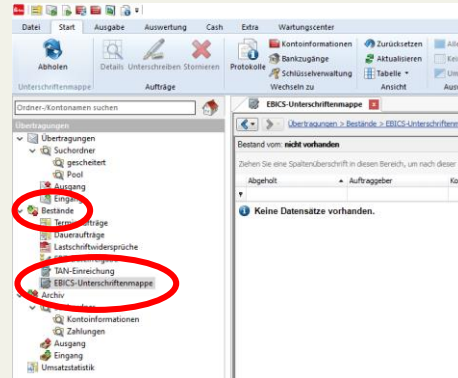 Datei Start Ausgabe Auswertung Cash Extra Wartungscenter
Abholen
Details Unterschreiben Stornieren
Protokolle
Kontoinformationen
Bankzugänge
Schlüsselverwaltung
Zurücksetzen
Aktualisieren
Tabelle
Unterschriftenmappe Aufträge Wechseln zu Ansicht
Ordner-/Kontonamen suchen
EBICS-Unterschriftenmappe
Übertragungen
Übertragungen > Bestände > EBICS-Unterschriften
Übertragungen
Suchordner
gescheitert
Pool
Ausgang
Eingang
Bestände
Terminaufträge
Daueraufträge
Lastschriftwidersprüche
TAN-Einreichung
EBICS-Unterschriftenmappe
Archiv
Kontoinformationen
Zahlungen
Ausgang
Eingang
Umsatzstatistik
Bestand vom: nicht vorhanden
Ziehen Sie eine Spaltenüberschrift in diesen Bereich, um nach dieser
Abgeholt Auftraggeber Ko
Keine Datensätze vorhanden.